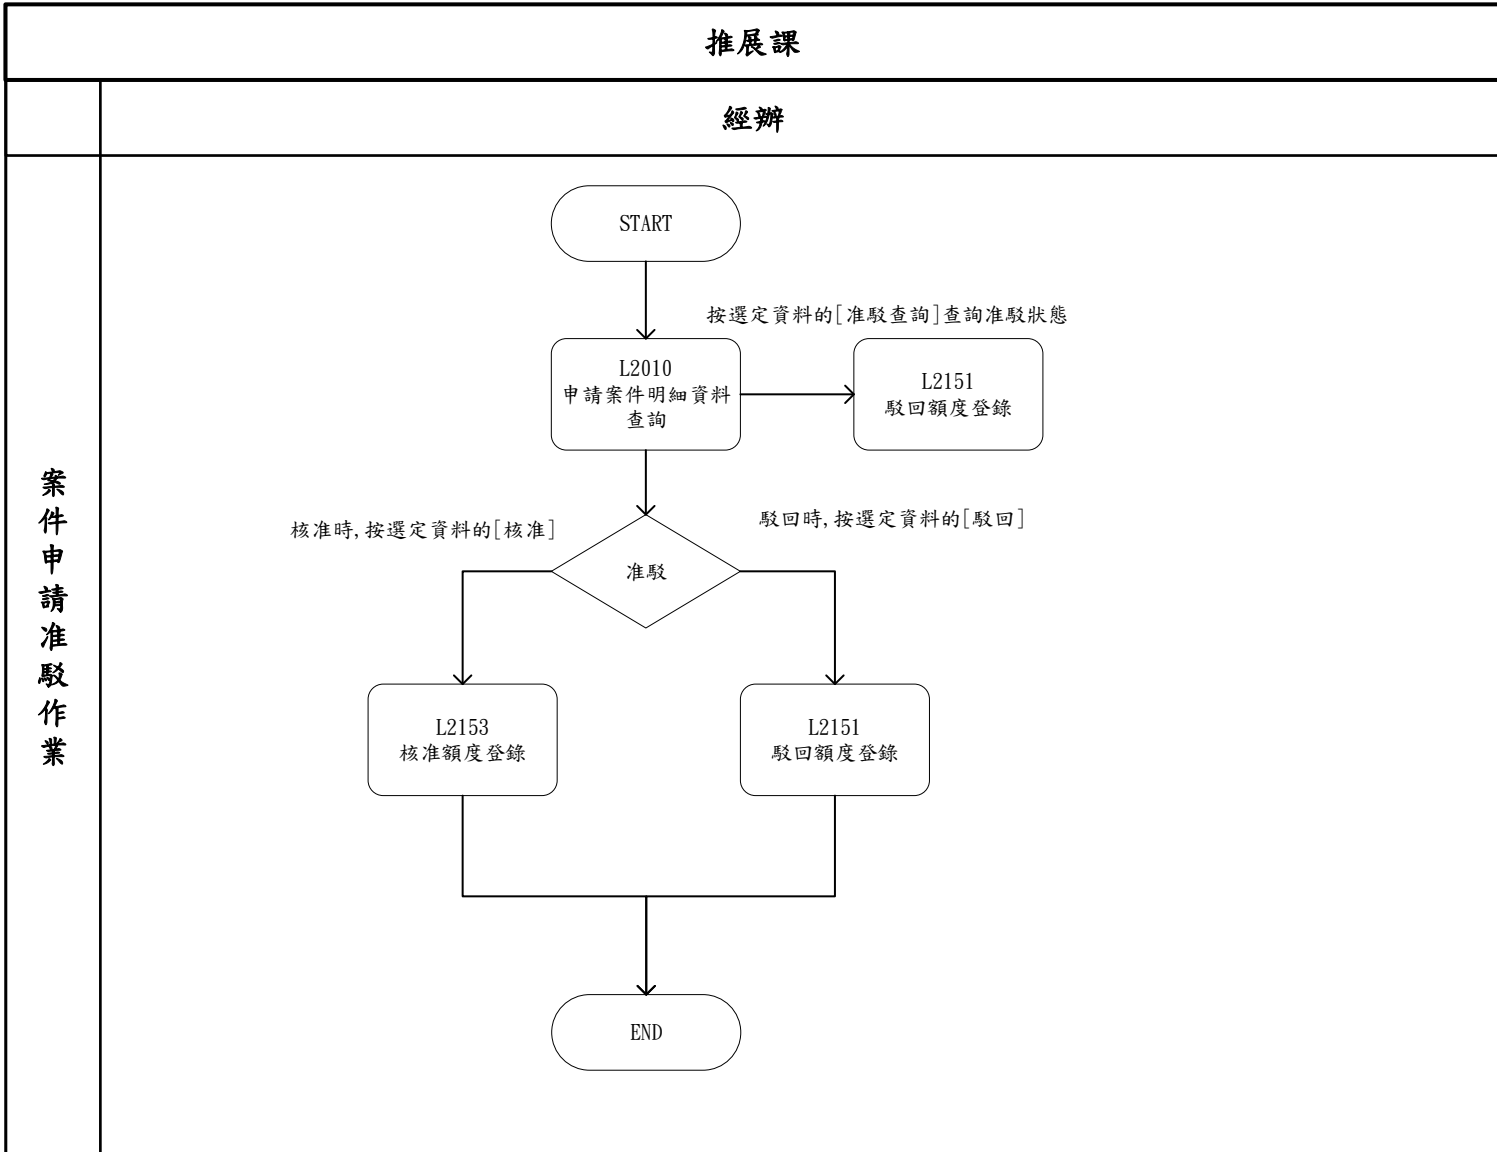 推展課
經辦
案件申請准駁作業
START
按選定資料的[准駁查詢]查詢准駁狀態
L2010
申請案件明細資料
查詢
L2151
駁回額度登錄
核准時,按選定資料的[核准]
駁回時,按選定資料的[駁回]
准駁
L2153
核准額度登錄
L2151
駁回額度登錄
END